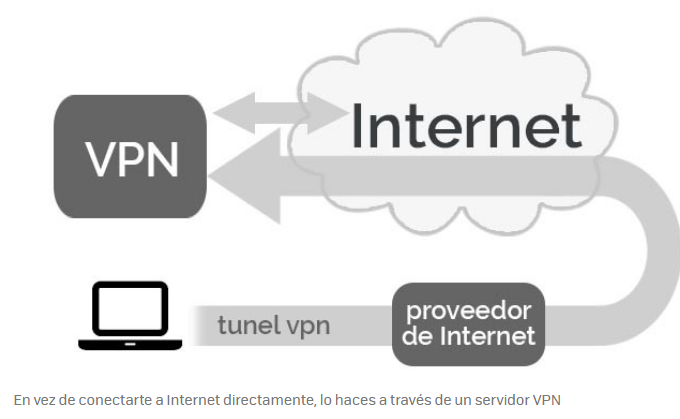 Internet
VPN
tunel vpn
proveedor
de Internet
En vez de conectarte a Internet directamente, lo haces a través de un servidor VPN